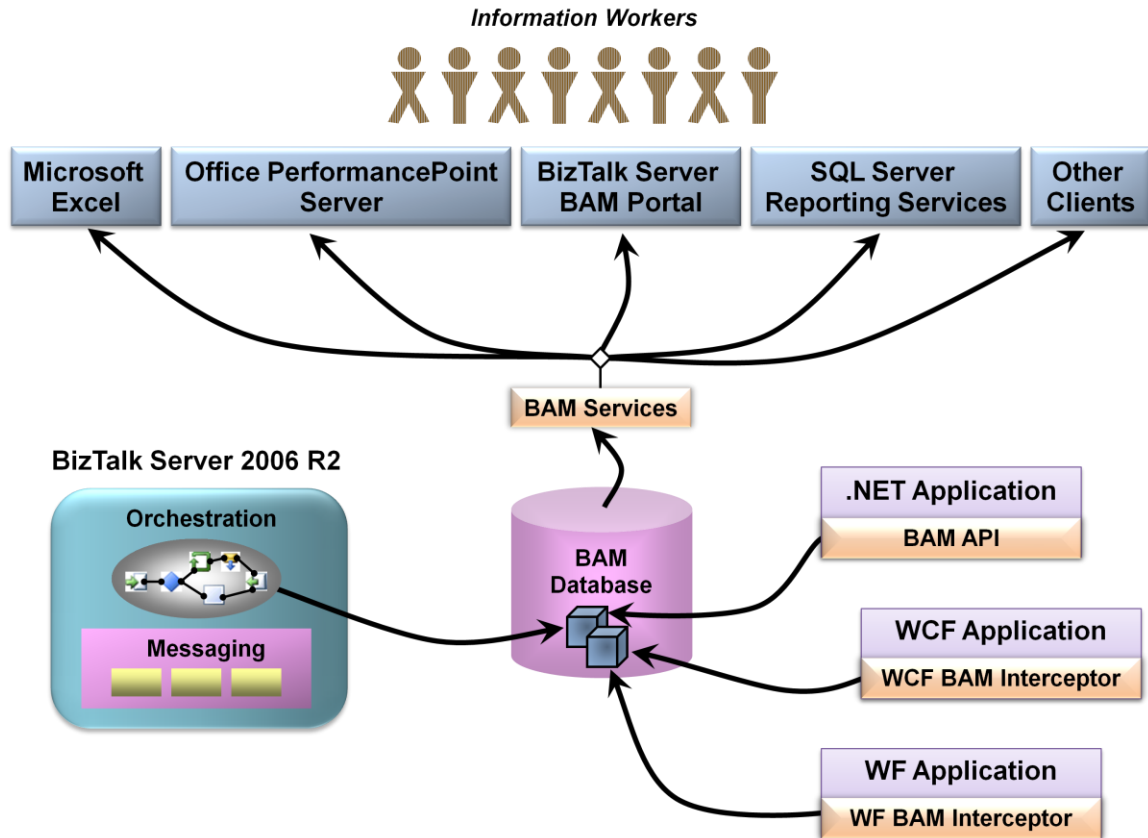 Information Workers
Microsoft
Excel
Office PerformancePoint
Server
BizTalk Server
BAM Portal
SQL Server
Reporting Services
Other
Clients
BAM Services
BizTalk Server 2006 R2
Orchestration
Messaging
BAM
Database
.NET Application
BAM API
WCF Application
WCF BAM Interceptor
WF Application
WF BAM Interceptor